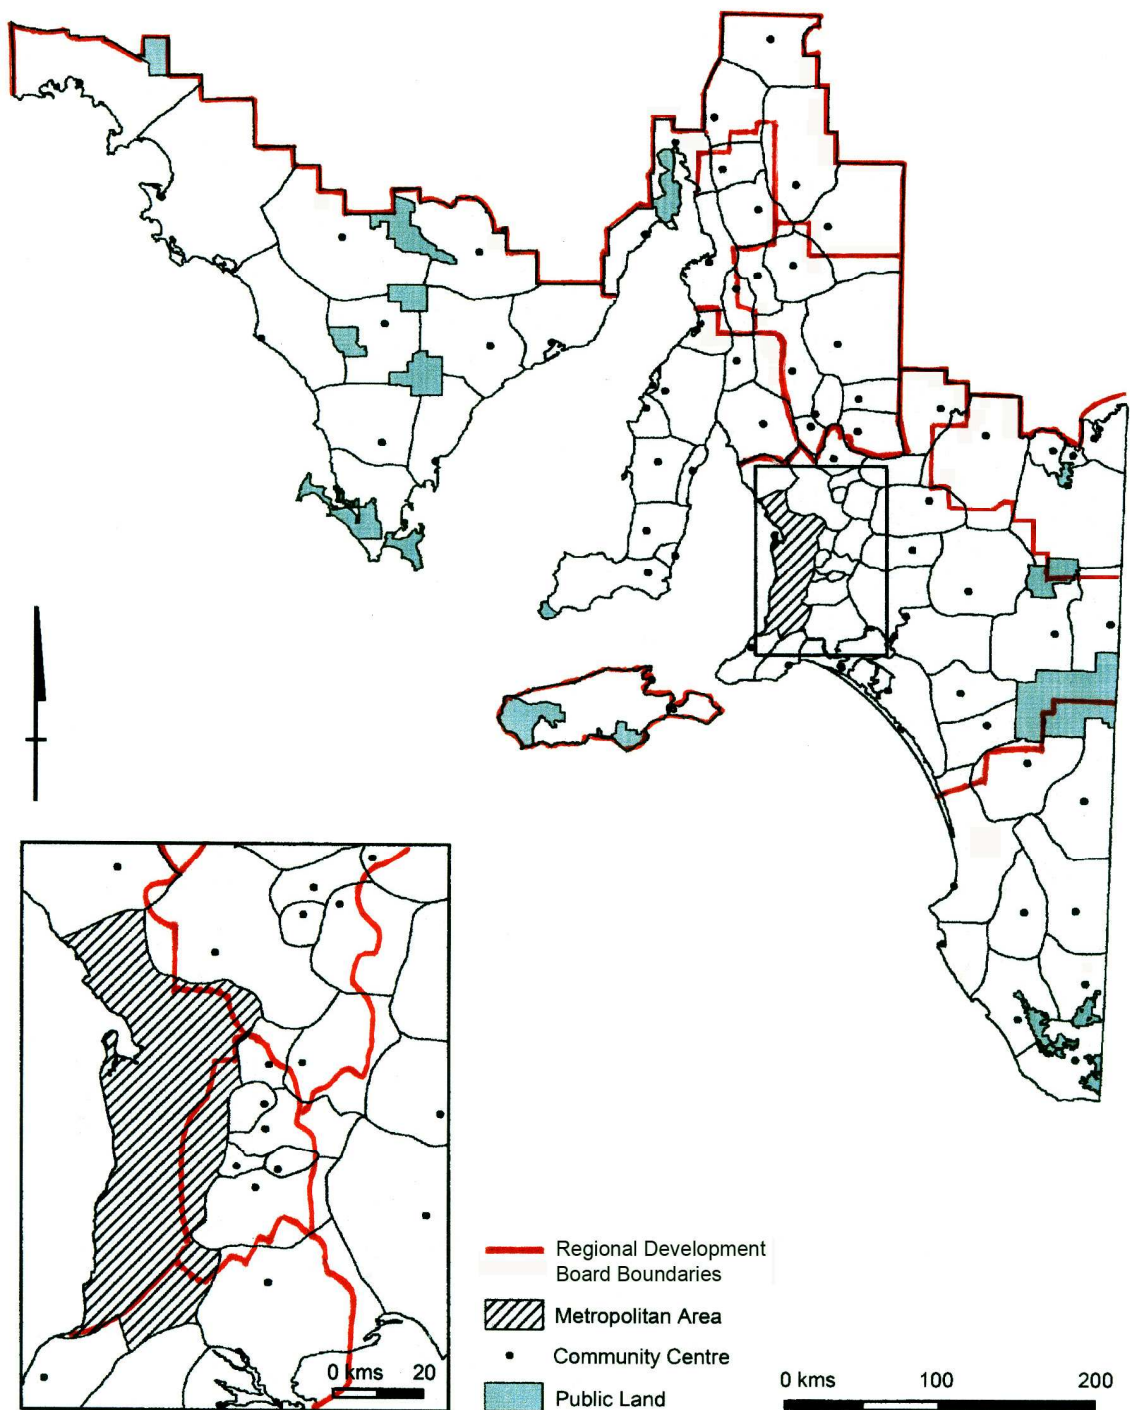 Regional Development
Board Boundaries
Metropolitan Area
Community Centre
Public Land
0 kms 20
0 kms 100 200